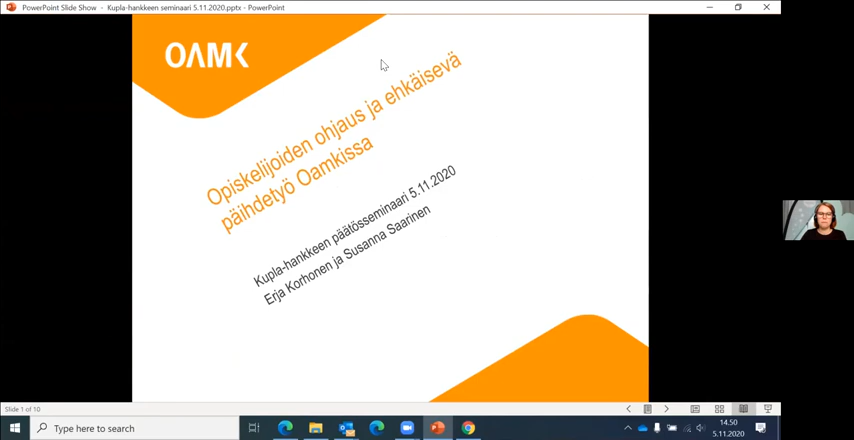 PowerPoint Slide Show - Kupla-hankkeen seminaari 5.11.2020.pptx - PowerPoint
OAMK
Opiskelijoiden ohjaus ja ehkäisevä
päihdetyö Oamkissa
Kupla-hankkeen päätösseminaari 5.11.2020
Erja Korhonen ja Susanna Saarinen
Slide 1 of 10
Type here to search
14.50
5.11.2020